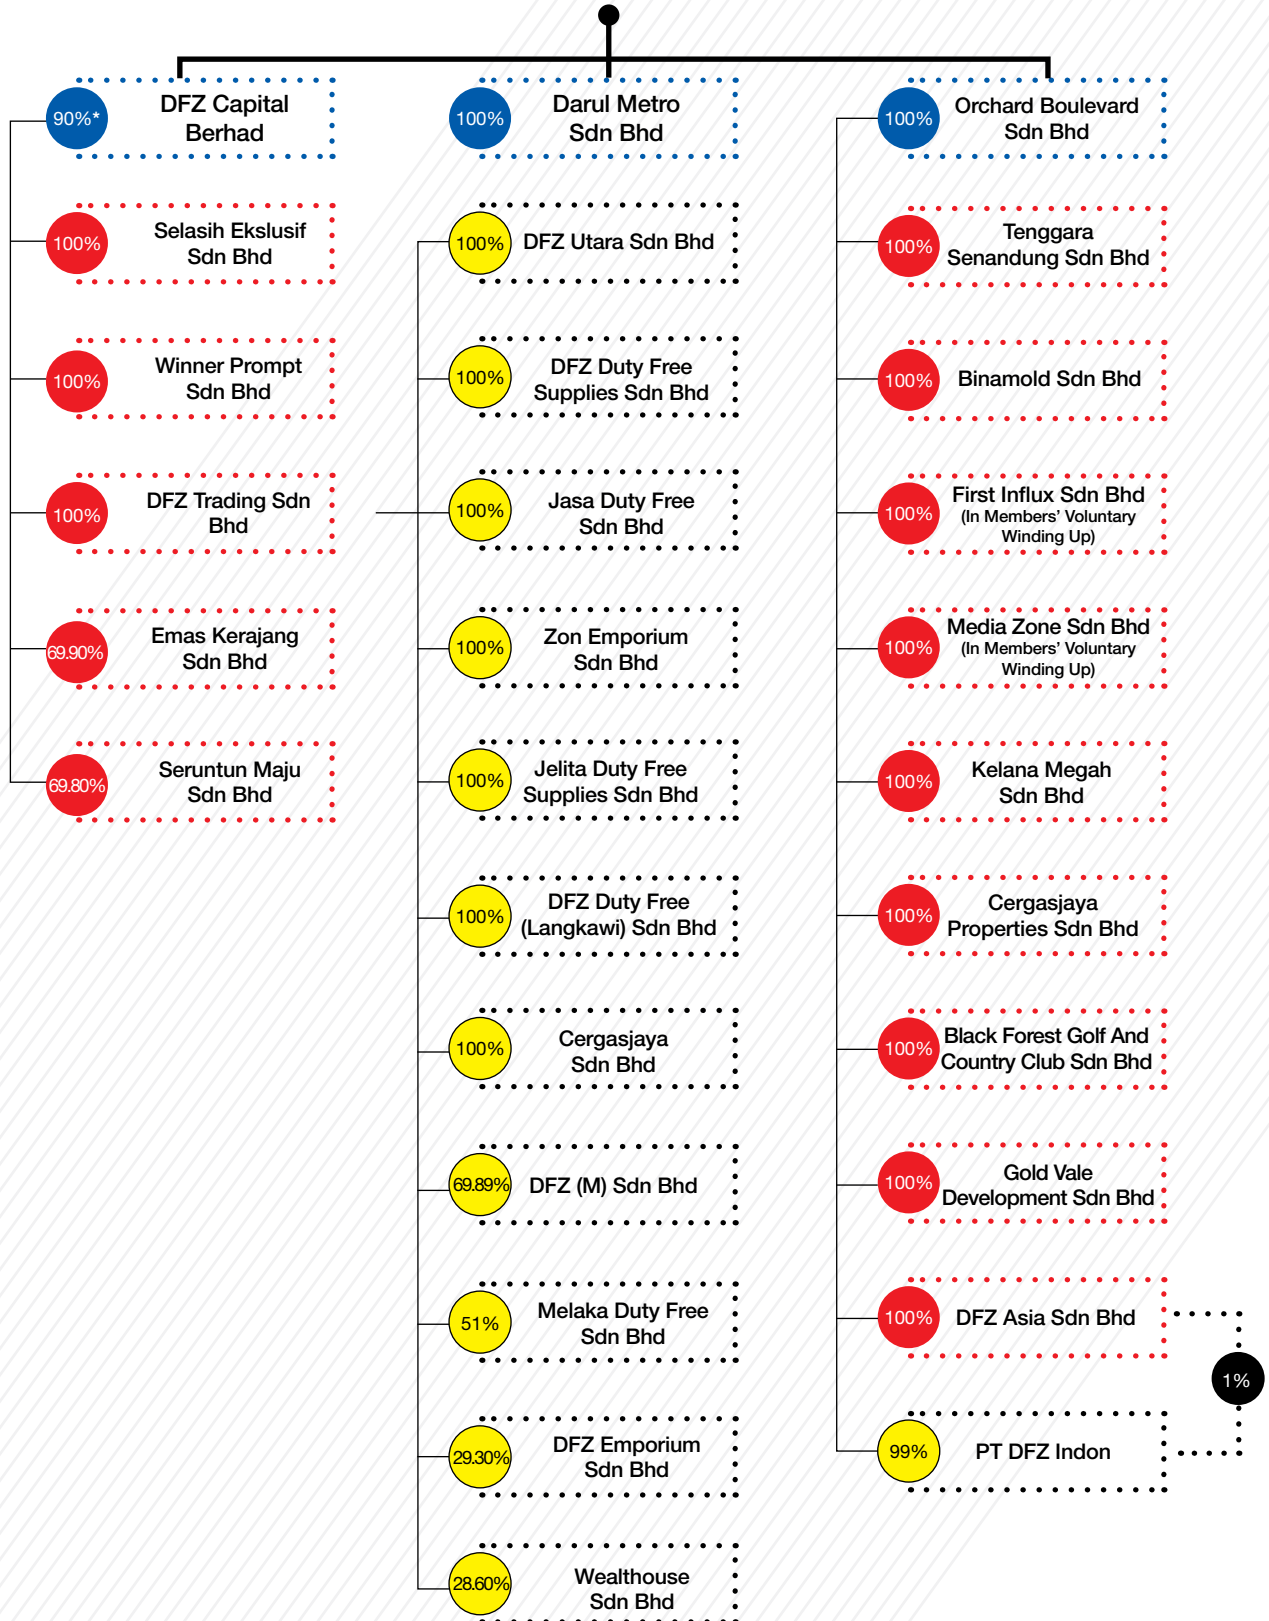 90%*
DFZ Capital
Berhad
100%
Selasih Ekslusif
Sdn Bhd
100%
Winner Prompt
Sdn Bhd
100%
DFZ Trading Sdn
Bhd
69.90%
Emas Kerajang
Sdn Bhd
69.80%
Seruntun Maju
Sdn Bhd
100%
Darul Metro
Sdn Bhd
100%
DFZ Utara Sdn Bhd
100%
DFZ Duty Free
Supplies Sdn Bhd
100%
Jasa Duty Free
Sdn Bhd
100%
Zon Emporium
Sdn Bhd
100%
Jelita Duty Free
Supplies Sdn Bhd
100%
DFZ Duty Free
(Langkawi) Sdn Bhd
100%
Cergasjaya
Sdn Bhd
69.89%
DFZ (M) Sdn Bhd
51%
Melaka Duty Free
Sdn Bhd
29.30%
DFZ Emporium
Sdn Bhd
28.60%
Wealthouse
Sdn Bhd
100%
Orchard Boulevard
Sdn Bhd
100%
Tenggara
Senandung Sdn Bhd
100%
Binamold Sdn Bhd
100%
First Influx Sdn Bhd
(In Members' Voluntary
Winding Up)
100%
Media Zone Sdn Bhd
(In Members' Voluntary
Winding Up)
100%
Kelana Megah
Sdn Bhd
100%
Cergasjaya
Properties Sdn Bhd
100%
Black Forest Golf And
Country Club Sdn Bhd
100%
Gold Vale
Development Sdn Bhd
100%
DFZ Asia Sdn Bhd
1%
99%
PT DFZ Indon